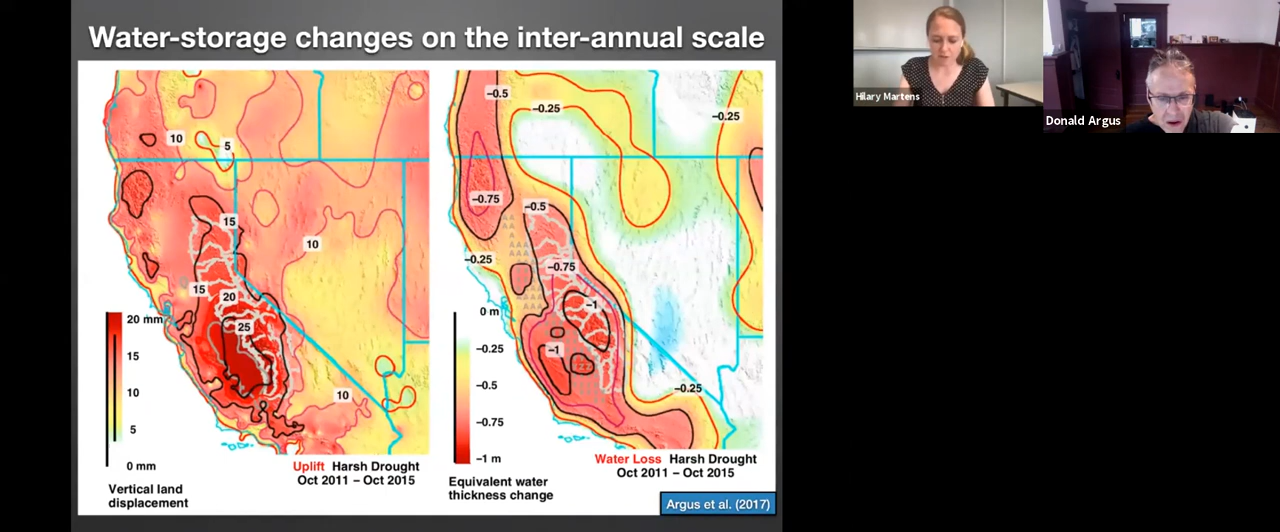 Water-storage changes on the inter-annual scale
Hilary Martens
Donald Argus
10
5
15
10
15
20
25
10
20 mm
15
10
5
0 mm
Vertical land
displacement
Uplift Harsh Drought
Oct 2011 – Oct 2015
−0.5
−0.25
−0.25
−0.75
−0.5
−0.25
−0.75
−1
−1
−0.25
0 m
−0.25
−0.5
−0.75
−1 m
Equivalent water
thickness change
Water Loss Harsh Drought
Oct 2011 – Oct 2015
Argus et al. (2017)